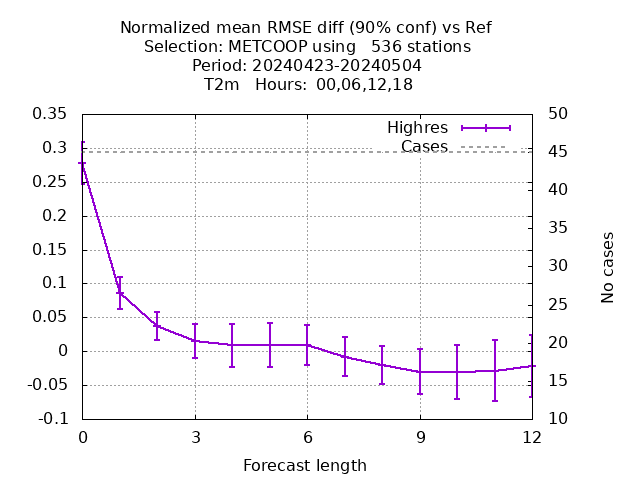 Normalized mean RMSE diff (90% conf) vs Ref
Selection: METCOOP using   536 stations
Period: 20240423-20240504
T2m   Hours:  00,06,12,18
0.35
0.3
0.25
0.2
0.15
0.1
0.05
0
-0.05
-0.1
50
45
40
35
30
25
20
15
10
Highres
Cases
No cases
0 3 6 9 12
Forecast length